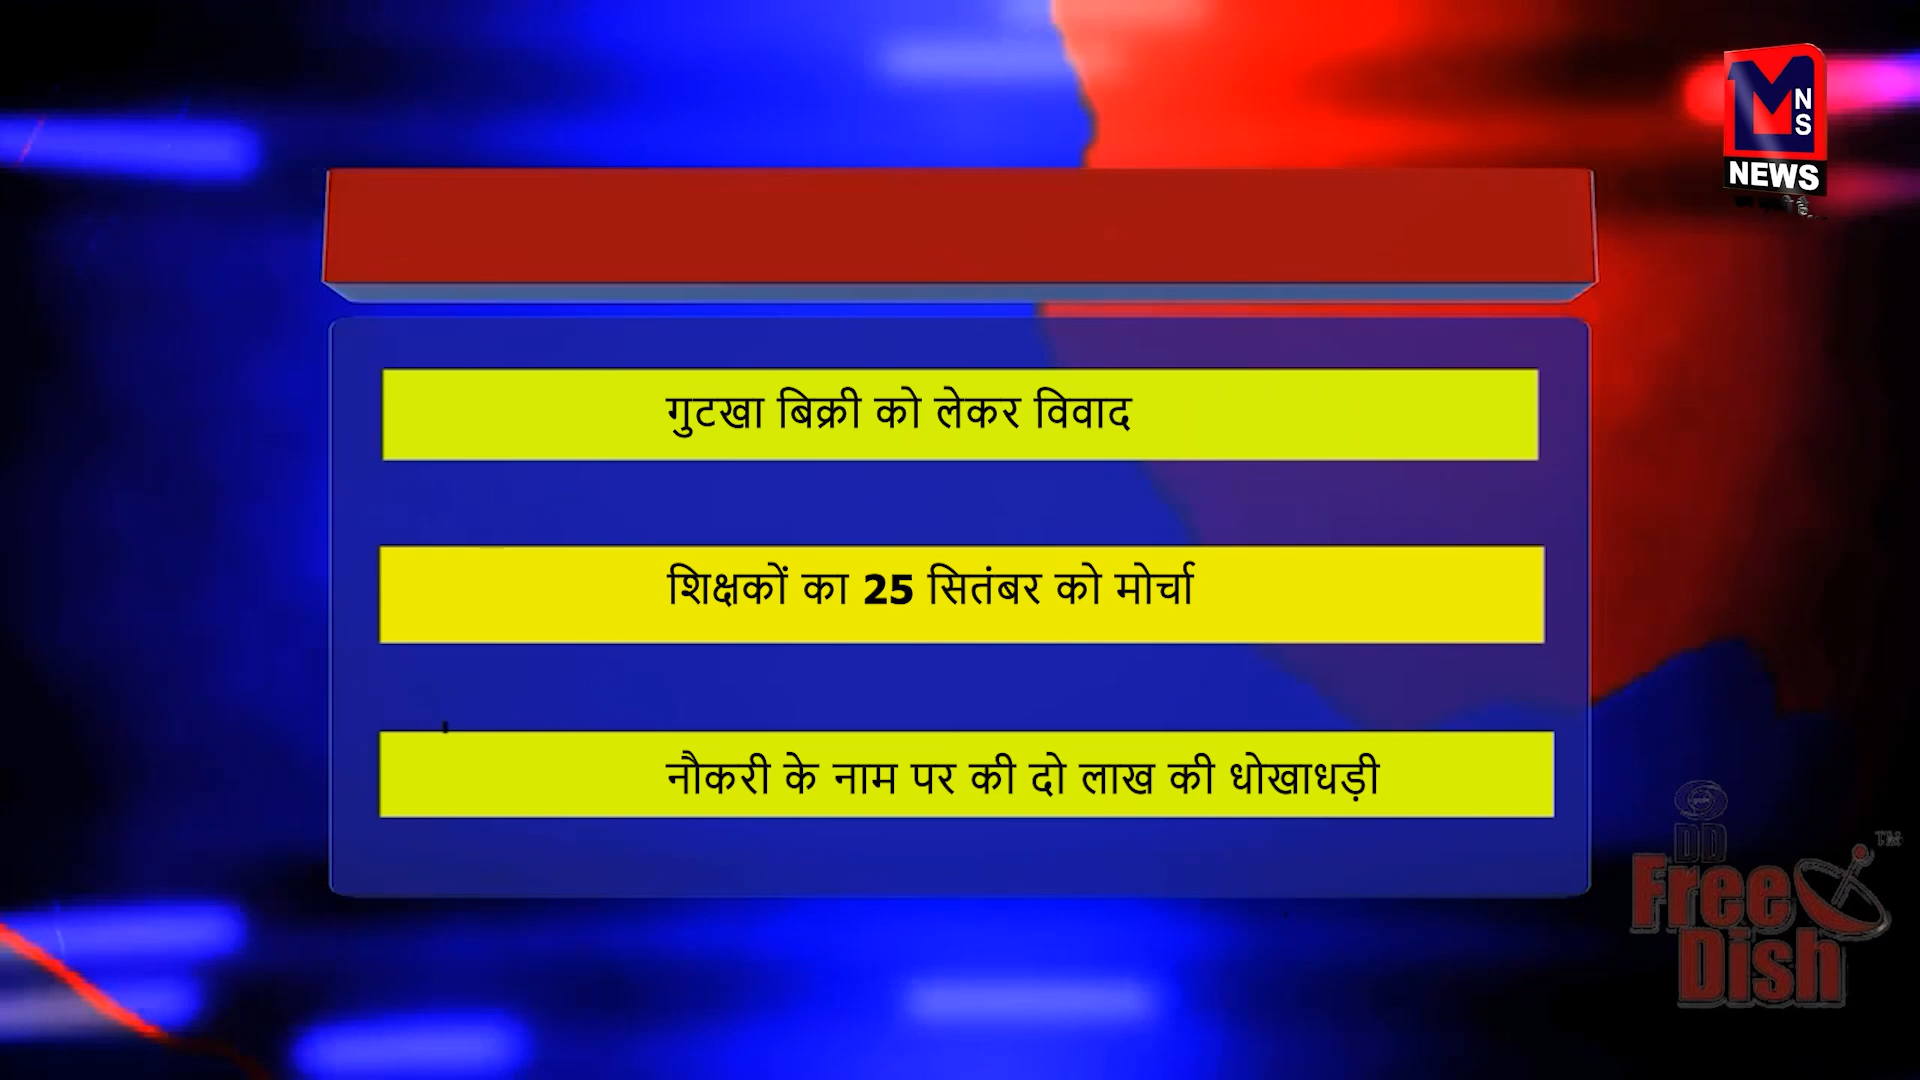 M
N
S
NEWS
गुटखा बिक्री को लेकर विवाद
शिक्षकों का 25 सितंबर को मोर्चा
नौकरी के नाम पर की दो लाख की धोखाधड़ी
DD
Free
Dish
TM